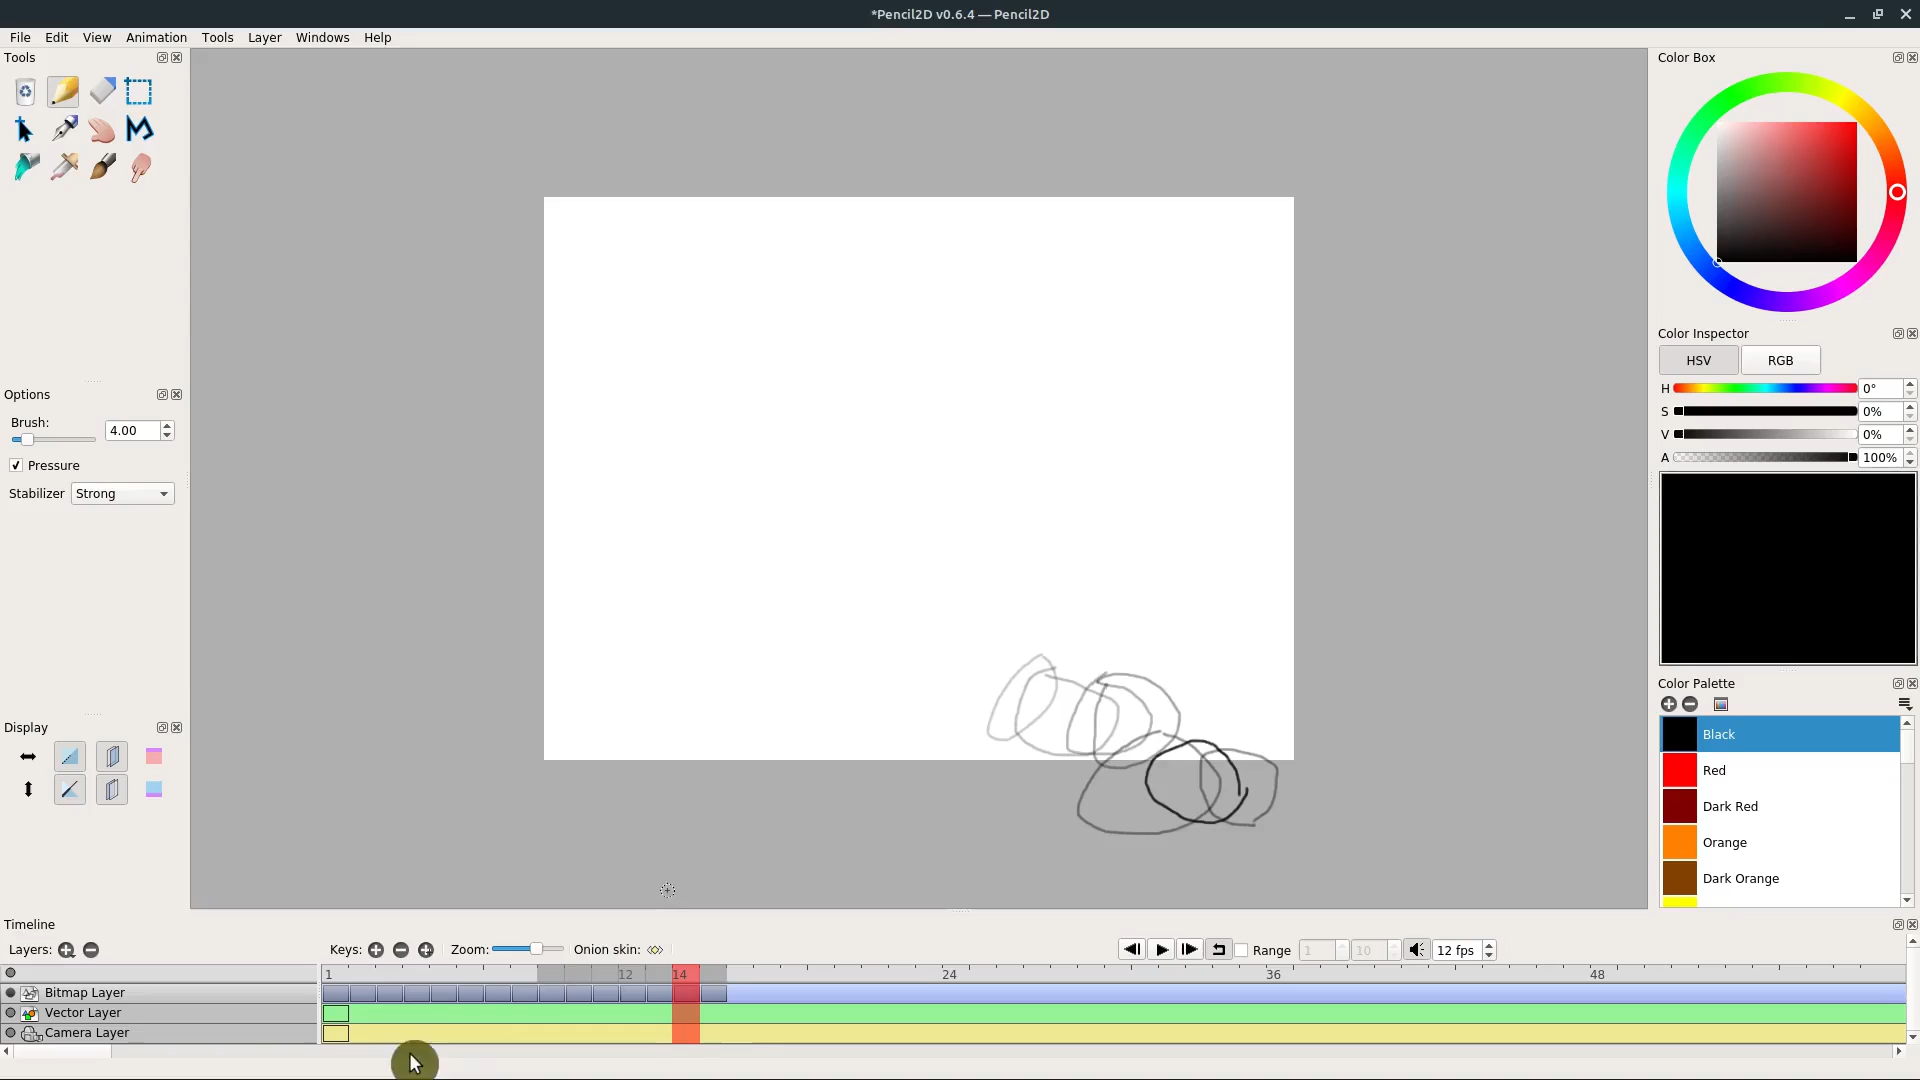 *Pencil2D v0.6.4 — Pencil2D
File Edit View Animation Tools Layer Windows Help
Tools
Options
Brush:
4.00
Pressure
Stabilizer Strong
Display
Color Box
Color Inspector
HSV RGB
H 0°
S 0%
V 0%
A 100%
Color Palette
Black
Red
Dark Red
Orange
Dark Orange
Timeline
Layers: Keys: Zoom: Onion skin: Range 1 10 12 fps
1 12 14 24 36 48
Bitmap Layer
Vector Layer
Camera Layer